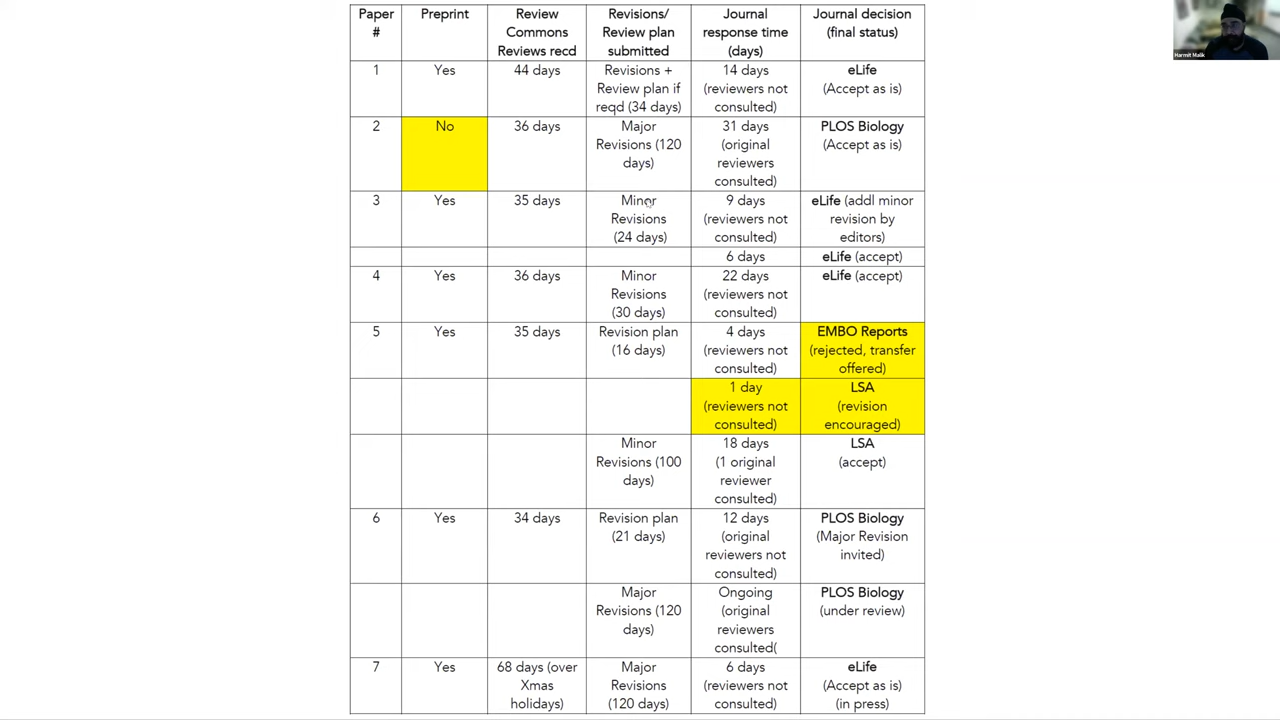 Paper Preprint Review Revisions/ Journal Journal decision
# Commons Review plan response time (final status)
Reviews recd submitted (days)
1 Yes 44 days Revisions + 14 days eLife
Review plan if (reviewers not (Accept as is)
reqd (34 days) consulted)
2 No 36 days Major 31 days PLOS Biology
Revisions (120 (original (Accept as is)
days) reviewers
consulted)
3 Yes 35 days Minor 9 days eLife (addl minor
Revisions (reviewers not revision by
(24 days) consulted) editors)
6 days eLife (accept)
4 Yes 36 days Minor 22 days eLife (accept)
Revisions (reviewers not
(30 days) consulted)
5 Yes 35 days Revision plan 4 days EMBO Reports
(16 days) (reviewers not (rejected, transfer
consulted) offered)
1 day LSA
(reviewers not (revision
consulted) encouraged)
Minor 18 days LSA
Revisions (100 (1 original (accept)
days) reviewer
consulted)
6 Yes 34 days Revision plan 12 days PLOS Biology
(21 days) (original (Major Revision
reviewers not invited)
consulted)
Major Ongoing PLOS Biology
Revisions (120 (original (under review)
days) reviewers
consulted(
7 Yes 68 days (over Major 6 days eLife
Xmas Revisions (reviewers not (Accept as is)
holidays) (120 days) consulted) (in press)
Harmit Malik